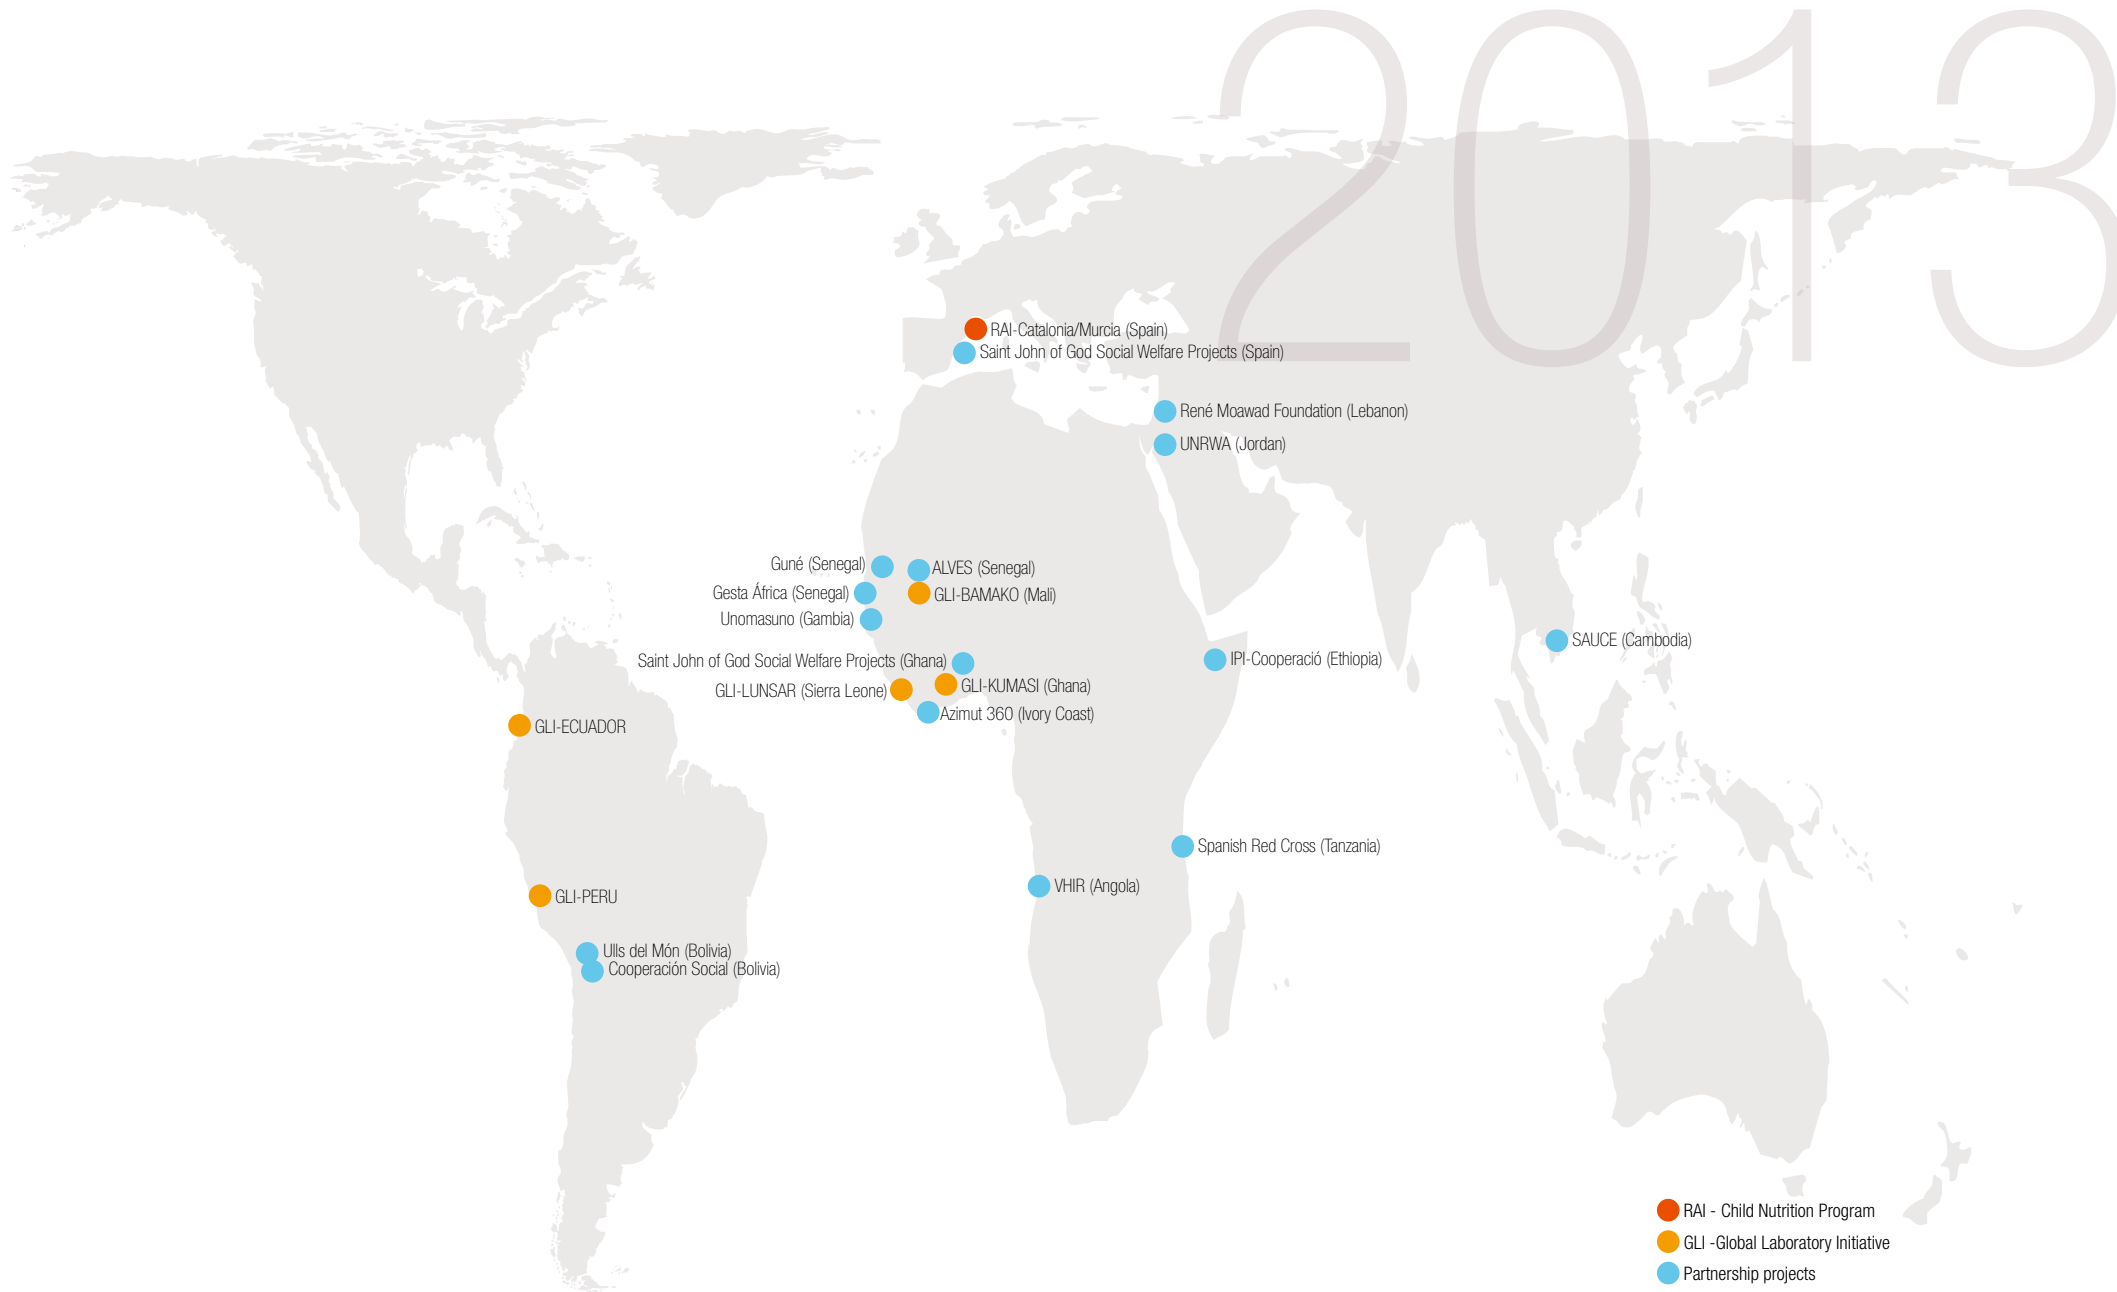 2013
RAI-Catalonia/Murcia (Spain)
Saint John of God Social Welfare Projects (Spain)
René Moawad Foundation (Lebanon)
UNRWA (Jordan)
Guné (Senegal)
ALVES (Senegal)
Gesta África (Senegal)
GLI-BAMAKO (Mali)
Unomasuno (Gambia)
SAUCE (Cambodia)
Saint John of God Social Welfare Projects (Ghana)
IPI-Cooperació (Ethiopia)
GLI-LUNSAR (Sierra Leone)
GLI-KUMASI (Ghana)
Azimut 360 (Ivory Coast)
GLI-ECUADOR
Spanish Red Cross (Tanzania)
VHIR (Angola)
GLI-PERU
Ulls del Món (Bolivia)
Cooperación Social (Bolivia)
RAI - Child Nutrition Program
GLI -Global Laboratory Initiative
Partnership projects